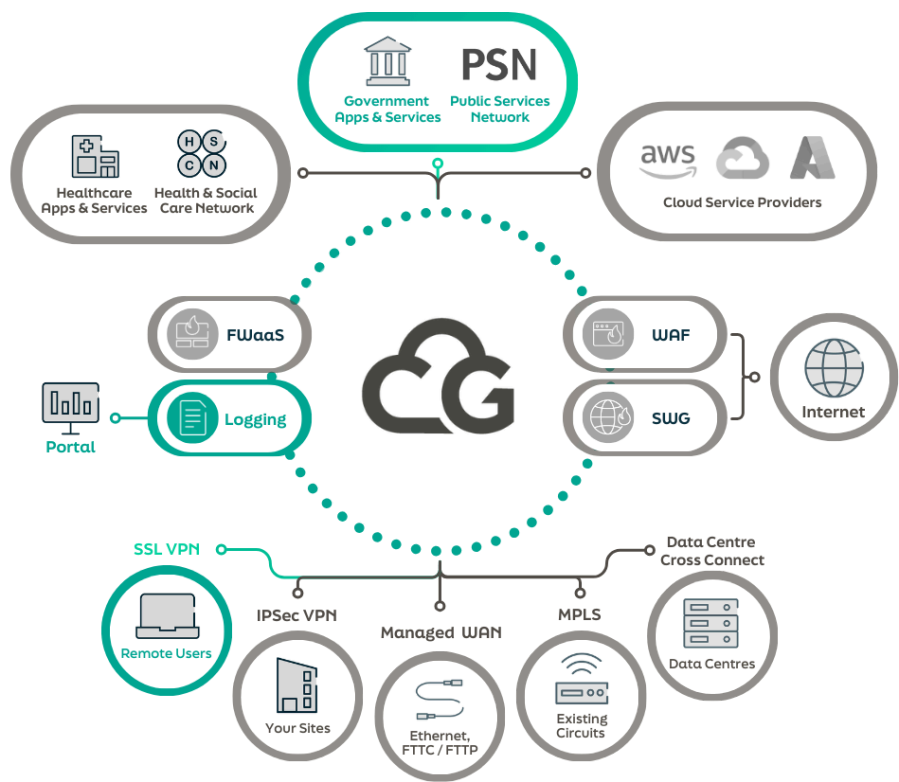 PSN
Government
Apps & Services
Public Services
Network
H S
C N
Healthcare
Apps & Services
Health & Social
Care Network
aws
Cloud Service Providers
FWaaS
Logging
Portal
CG
WAF
SWG
Internet
SSL VPN
Remote Users
IPSec VPN
Your Sites
Managed WAN
Ethernet,
FTTC / FTTP
MPLS
Existing
Circuits
Data Centre
Cross Connect
Data Centres